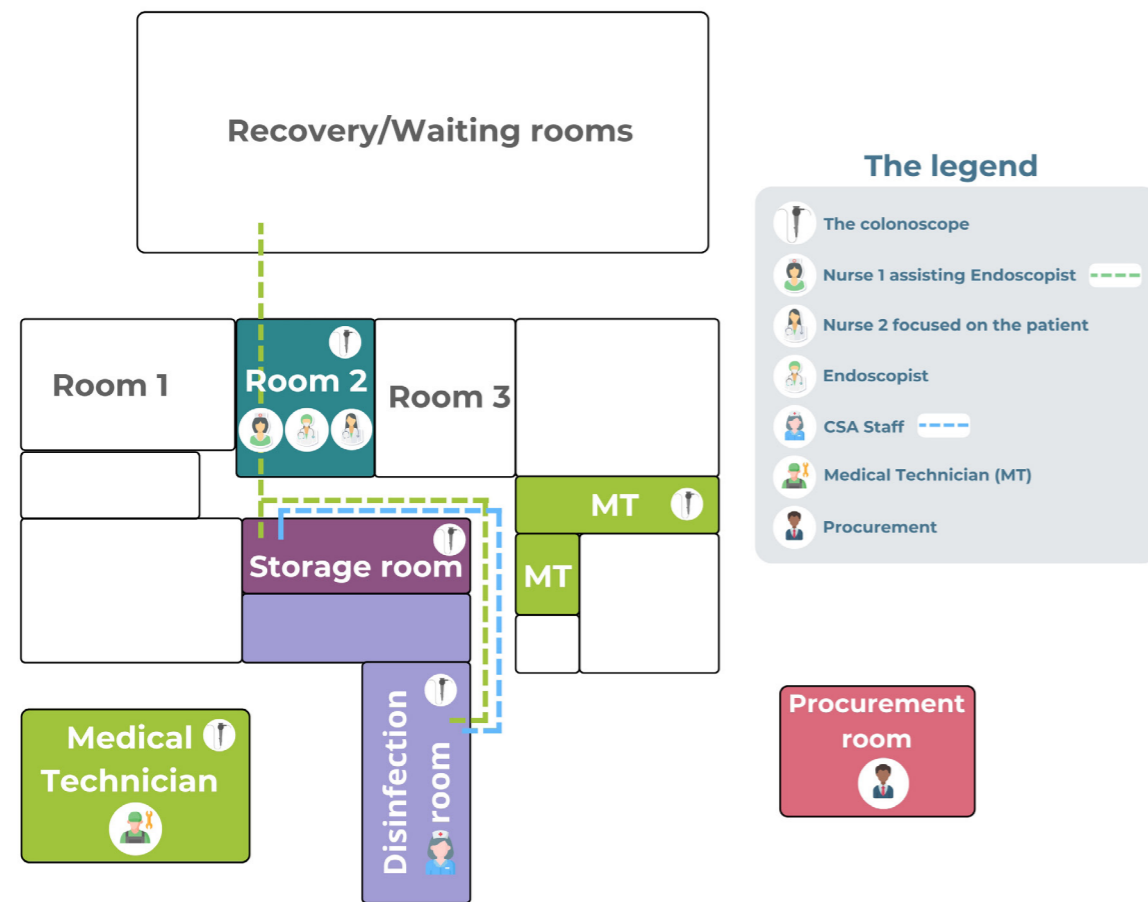 Recovery/Waiting rooms
The legend
The colonoscope
Nurse 1 assisting Endoscopist
Nurse 2 focused on the patient
Endoscopist
CSA Staff
Medical Technician (MT)
Procurement
Room 1
Room 2
Room 3
MT
Storage room
MT
Disinfection
room
Medical
Technician
Procurement
room